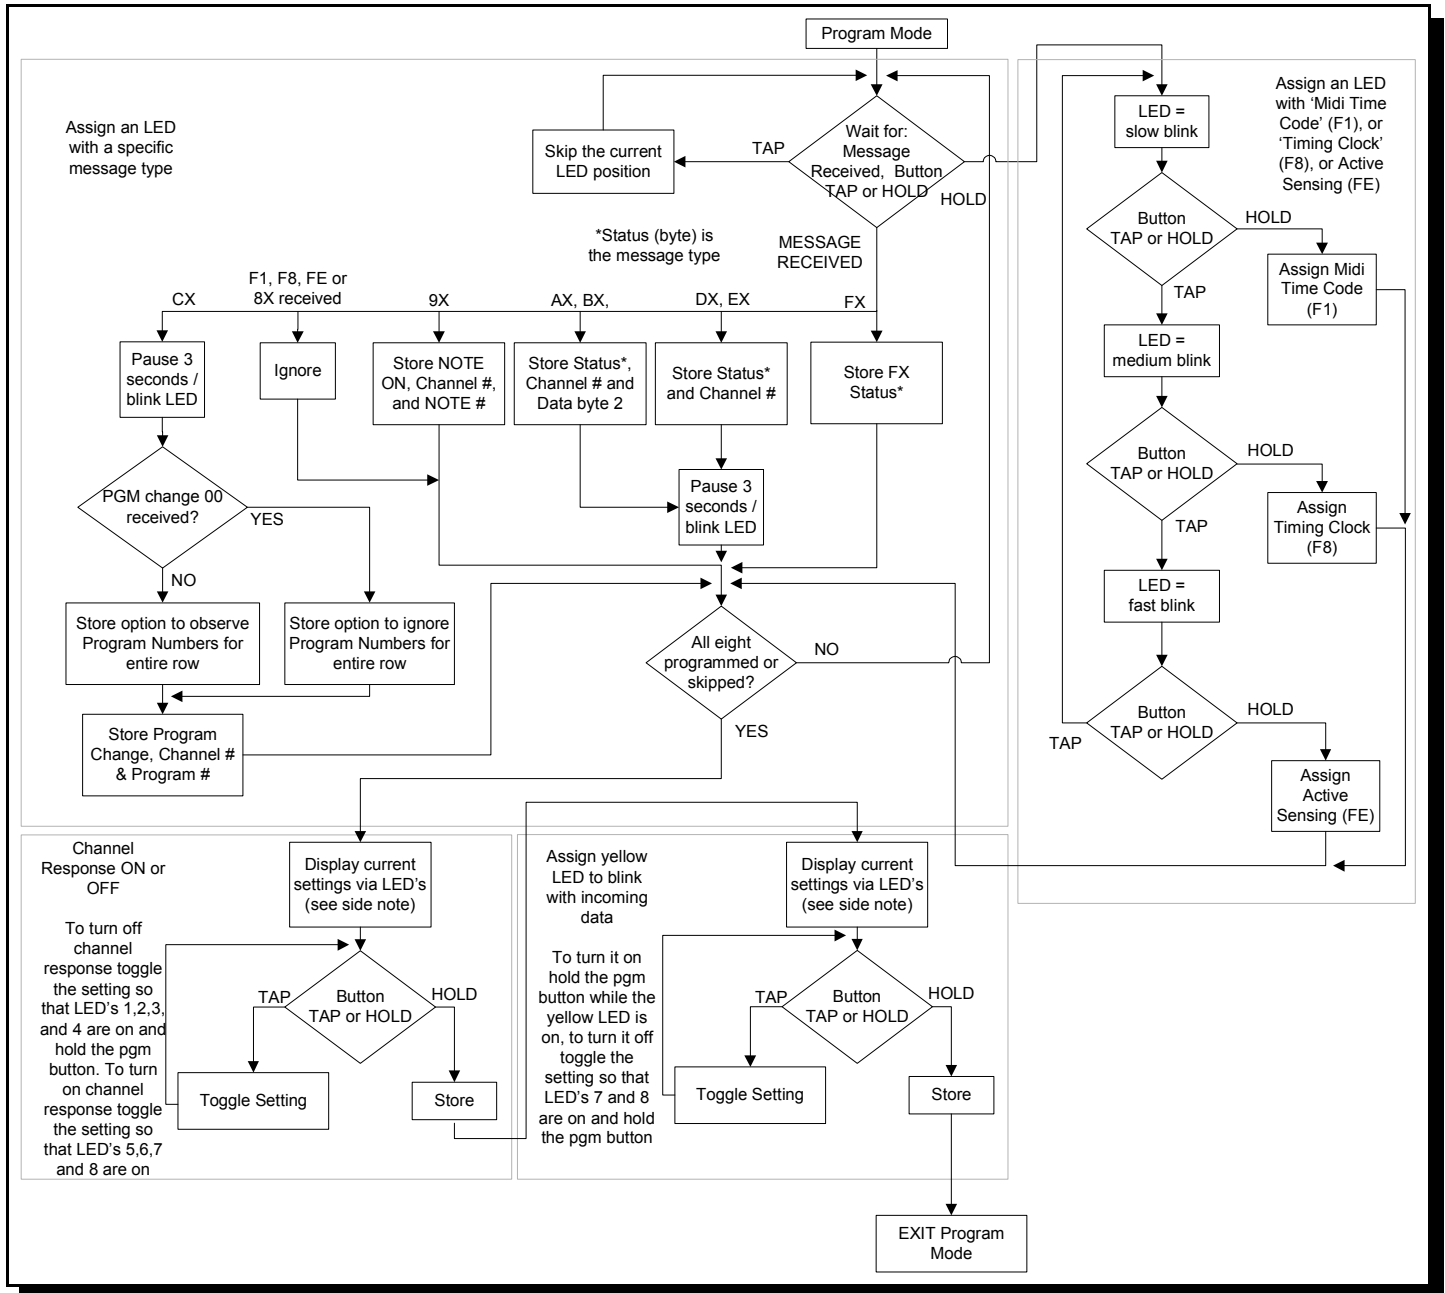 Program Mode
Assign an LED
with a specific
message type
Skip the current
LED position
TAP
Wait for:
Message
Received, Button
TAP or HOLD
HOLD
*Status (byte) is
the message type
MESSAGE
RECEIVED
CX
F1, F8, FE or
8X received
9X
AX, BX,
DX, EX
FX
Pause 3
seconds /
blink LED
Ignore
Store NOTE
ON, Channel #,
and NOTE #
Store Status*,
Channel # and
Data byte 2
Store Status*
and Channel #
Store FX
Status*
PGM change 00
received?
YES
NO
Pause 3
seconds /
blink LED
Store option to observe
Program Numbers for
entire row
Store option to ignore
Program Numbers for
entire row
Store Program
Change, Channel #
& Program #
All eight
programmed or
skipped?
NO
YES
Assign an LED
with ‘Midi Time
Code’ (F1), or
‘Timing Clock’
(F8), or Active
Sensing (FE)
LED =
slow blink
Button
TAP or HOLD
HOLD
Assign Midi
Time Code
(F1)
TAP
LED =
medium blink
Button
TAP or HOLD
HOLD
Assign
Timing Clock
(F8)
TAP
LED =
fast blink
Button
TAP or HOLD
HOLD
TAP
Assign
Active
Sensing (FE)
Channel
Response ON or
OFF
To turn off
channel
response toggle
the setting so
that LED’s 1,2,3,
and 4 are on and
hold the pgm
button. To turn
on channel
response toggle
the setting so
that LED’s 5,6,7
and 8 are on
Display current
settings via LED’s
(see side note)
Button
TAP or HOLD
TAP
HOLD
Toggle Setting
Store
Assign yellow
LED to blink
with incoming
data
To turn it on
hold the pgm
button while the
yellow LED is
on, to turn it off
toggle the
setting so that
LED’s 7 and 8
are on and hold
the pgm button
Display current
settings via LED’s
(see side note)
Button
TAP or HOLD
TAP
HOLD
Toggle Setting
Store
EXIT Program
Mode